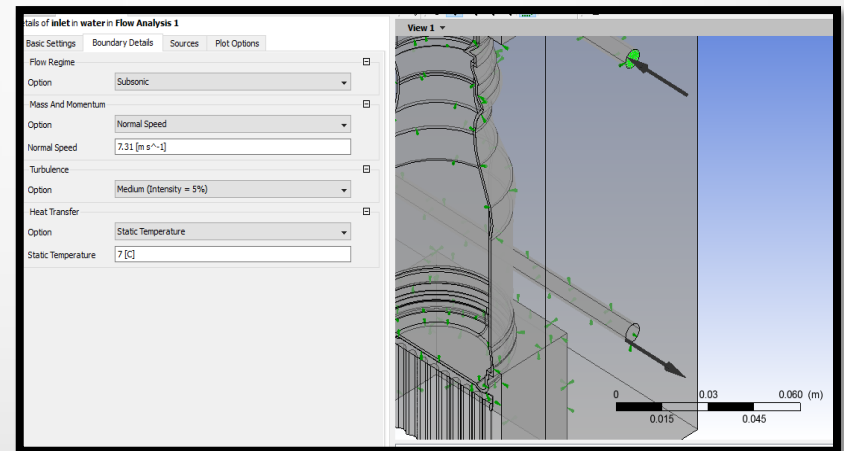 etails of inlet in water in Flow Analysis 1
Basic Settings Boundary Details Sources Plot Options
Flow Regime
Option Subsonic
Mass And Momentum
Option Normal Speed
Normal Speed 7.31 [m s^-1]
Turbulence
Option Medium (Intensity = 5%)
Heat Transfer
Option Static Temperature
Static Temperature 7 [C]
View 1
0 0.03 0.060 (m)
0.015 0.045